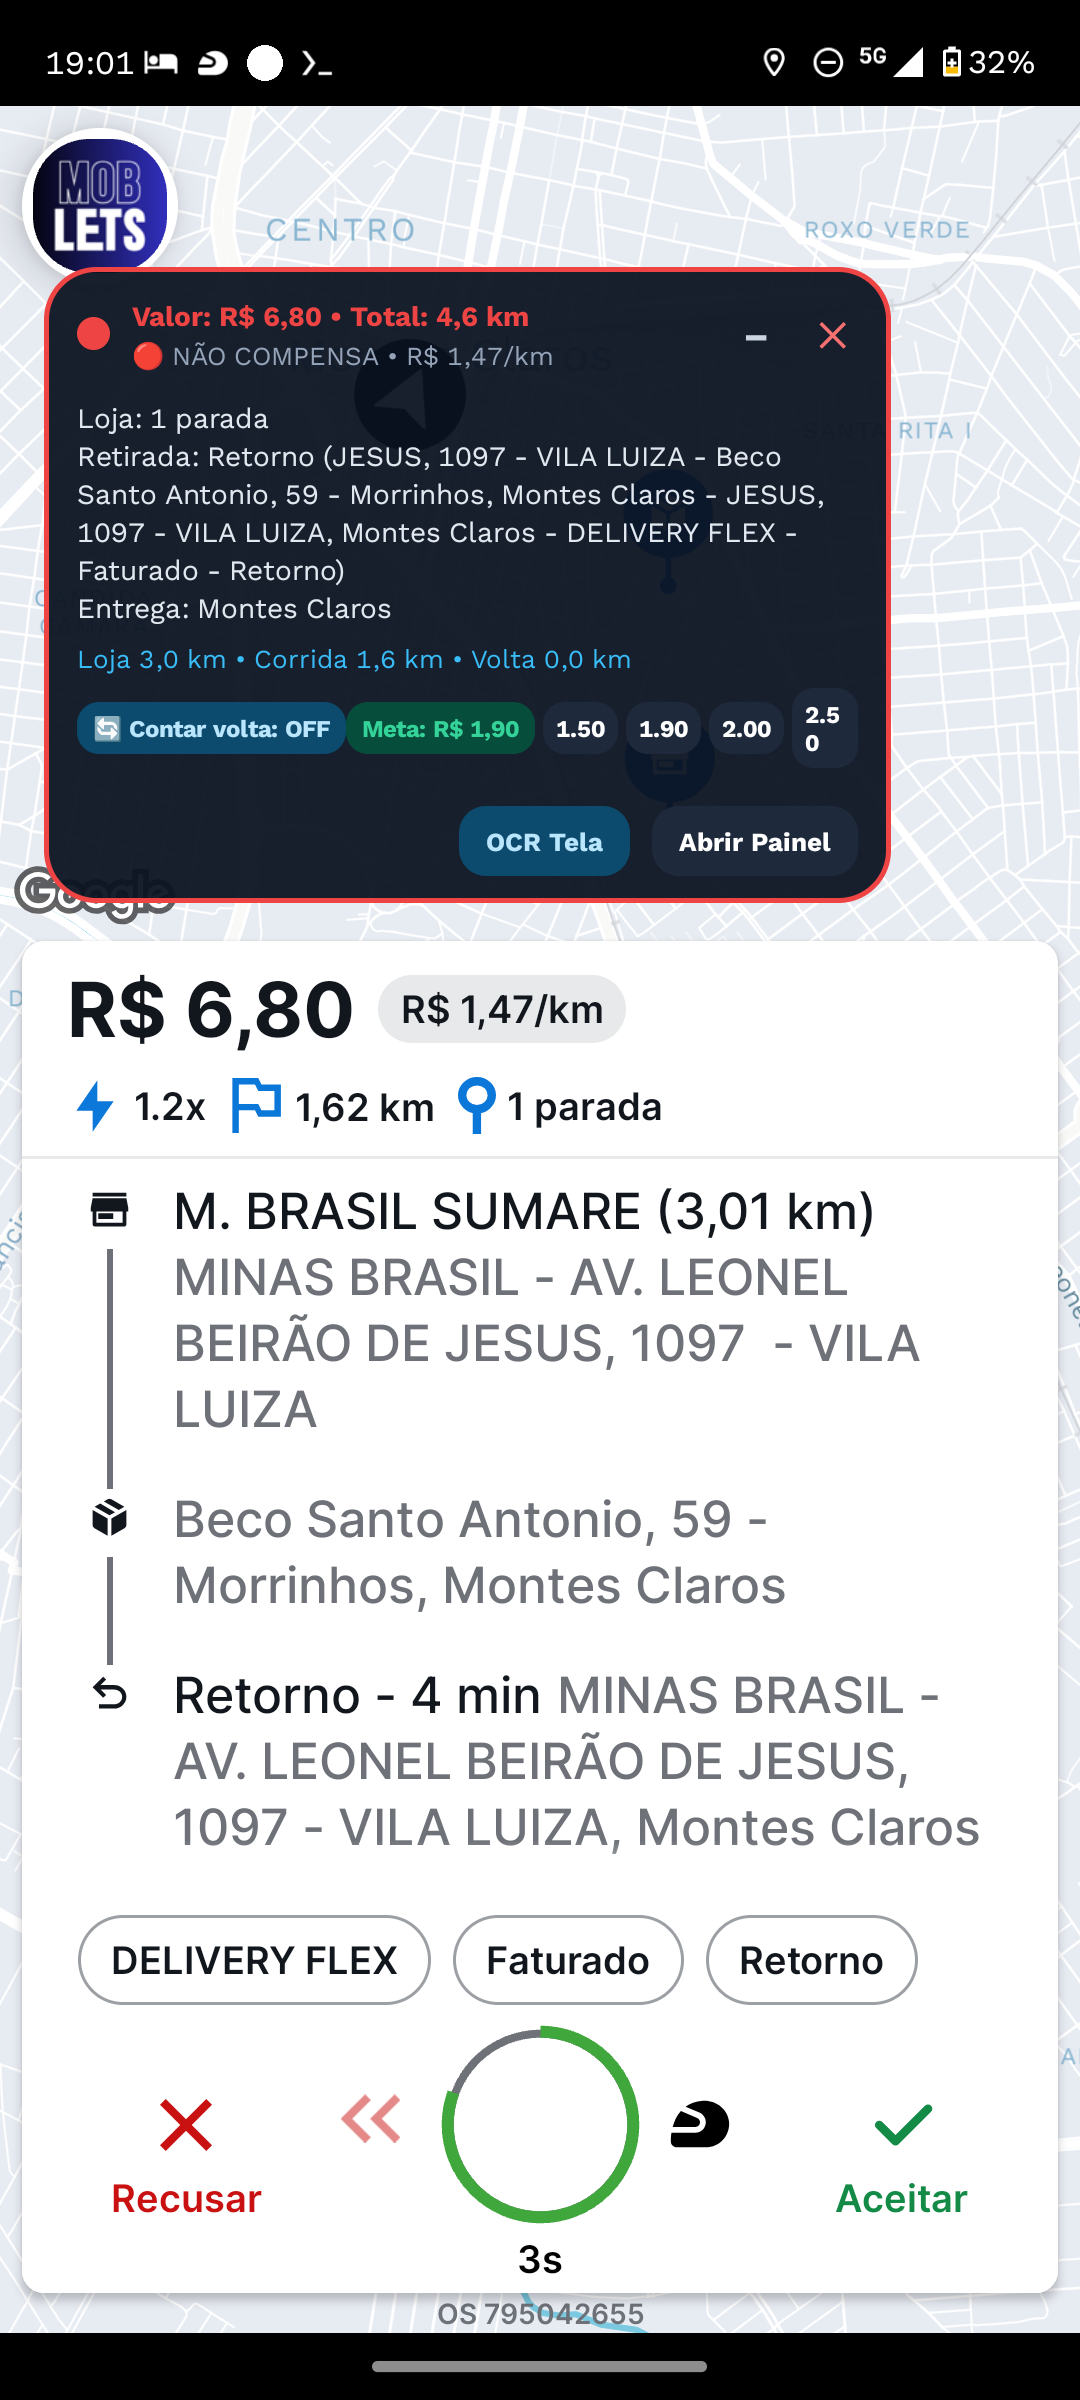 19:01
5G
32%
MOB
LETS
CENTRO
ROXO VERDE
Valor: R$ 6,80 • Total: 4,6 km
NÃO COMPENSA • R$ 1,47/km
SANTA RITA I
Loja: 1 parada
Retirada: Retorno (JESUS, 1097 - VILA LUIZA - Beco
Santo Antonio, 59 - Morrinhos, Montes Claros - JESUS,
1097 - VILA LUIZA, Montes Claros - DELIVERY FLEX -
Faturado - Retorno)
Entrega: Montes Claros
Loja 3,0 km • Corrida 1,6 km • Volta 0,0 km
Contar volta: OFF
Meta: R$ 1,90
1.50
1.90
2.00
2.5
0
OCR Tela
Abrir Painel
Google
R$ 6,80
R$ 1,47/km
1.2x
1,62 km
1 parada
M. BRASIL SUMARE (3,01 km)
MINAS BRASIL - AV. LEONEL
BEIRÃO DE JESUS, 1097 - VILA
LUIZA
Beco Santo Antonio, 59 -
Morrinhos, Montes Claros
Retorno - 4 min MINAS BRASIL -
AV. LEONEL BEIRÃO DE JESUS,
1097 - VILA LUIZA, Montes Claros
DELIVERY FLEX
Faturado
Retorno
Recusar
Aceitar
3s
OS 795042655